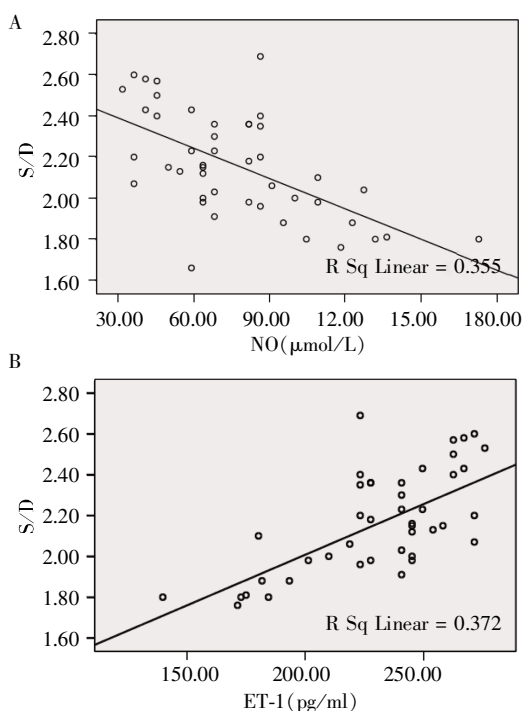 A
2.80
2.60
2.40
2.20
2.00
1.80
1.60
S/D
R Sq Linear = 0.355
30.00 60.00 90.00 12.00 15.00 180.00
NO(μmol/L)
B
2.80
2.60
2.40
2.20
2.00
1.80
1.60
S/D
R Sq Linear = 0.372
150.00 200.00 250.00
ET-1(pg/ml)